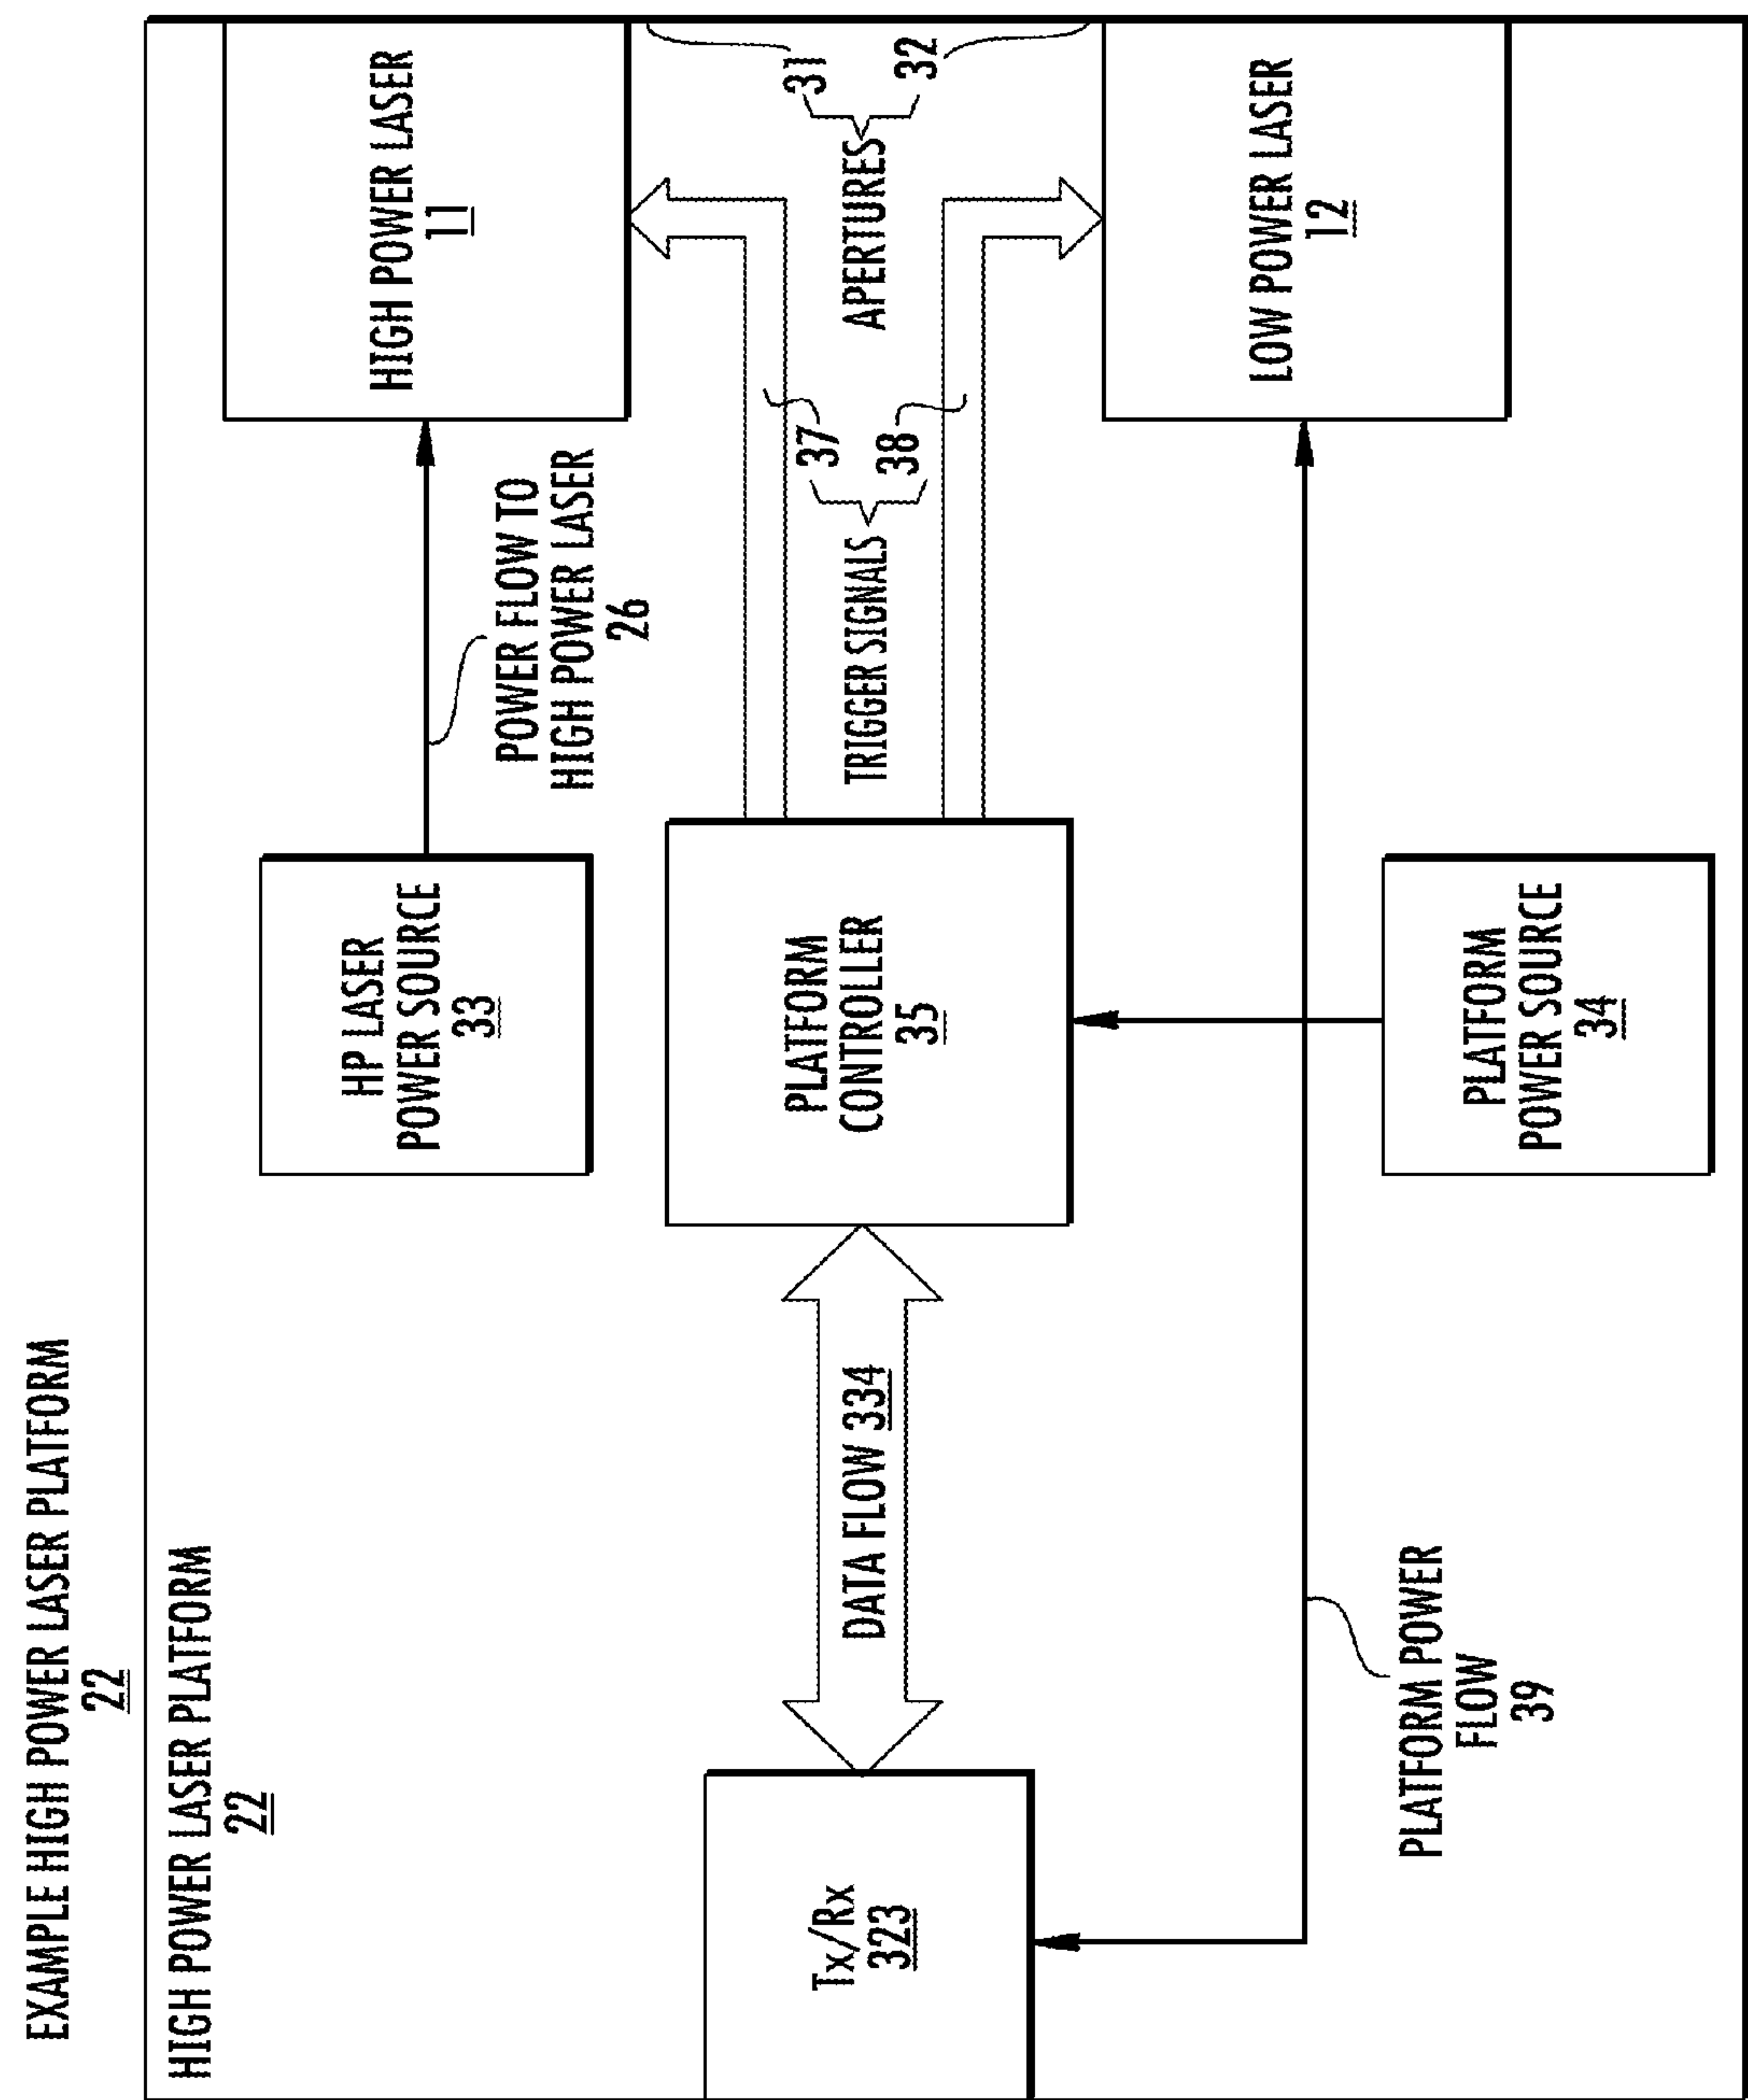 EXAMPLE HIGH POWER LASER PLATFORM
22
HIGH POWER LASER PLATFORM
22
HP LASER
POWER SOURCE
33
POWER FLOW TO
HIGH POWER LASER
26
HIGH POWER LASER
11
Tx/Rx
323
DATA FLOW 334
PLATFORM
CONTROLLER
35
TRIGGER SIGNALS
37
38
APERTURES
31
32
PLATFORM POWER
FLOW
39
PLATFORM
POWER SOURCE
34
LOW POWER LASER
12